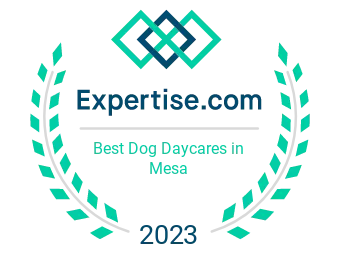 Expertise.com
Best Dog Daycares in
Mesa
2023